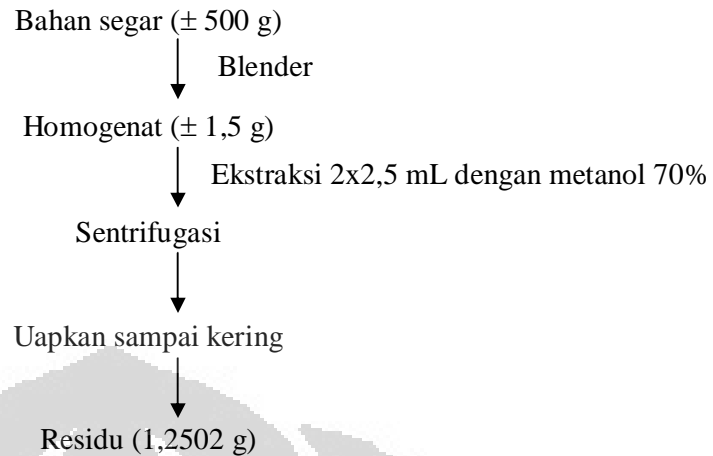 Bahan segar (± 500 g)
Blender
Homogenat (± 1,5 g)
Ekstraksi 2x2,5 mL dengan metanol 70%
Sentrifugasi
Uapkan sampai kering
Residu (1,2502 g)